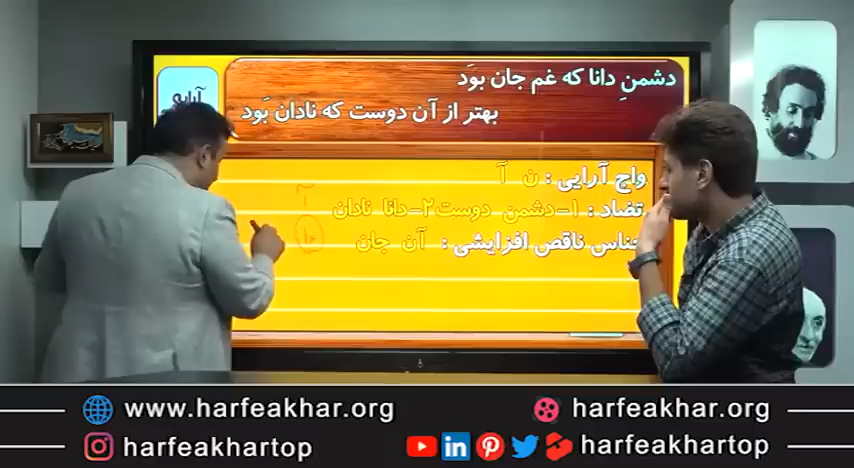 دشمنِ دانا که غم جان بوَد
بهتر از آن دوست که نادان بوَد
آرایه
واج آرایی : ن آ
تضاد : ۱-دشمن دوست ۲-دانا نادان
جناس ناقص افزایشی : آن جان
آ
www.harfeakhar.org
harfeakhar.org
harfeakhartop
harfeakhartop